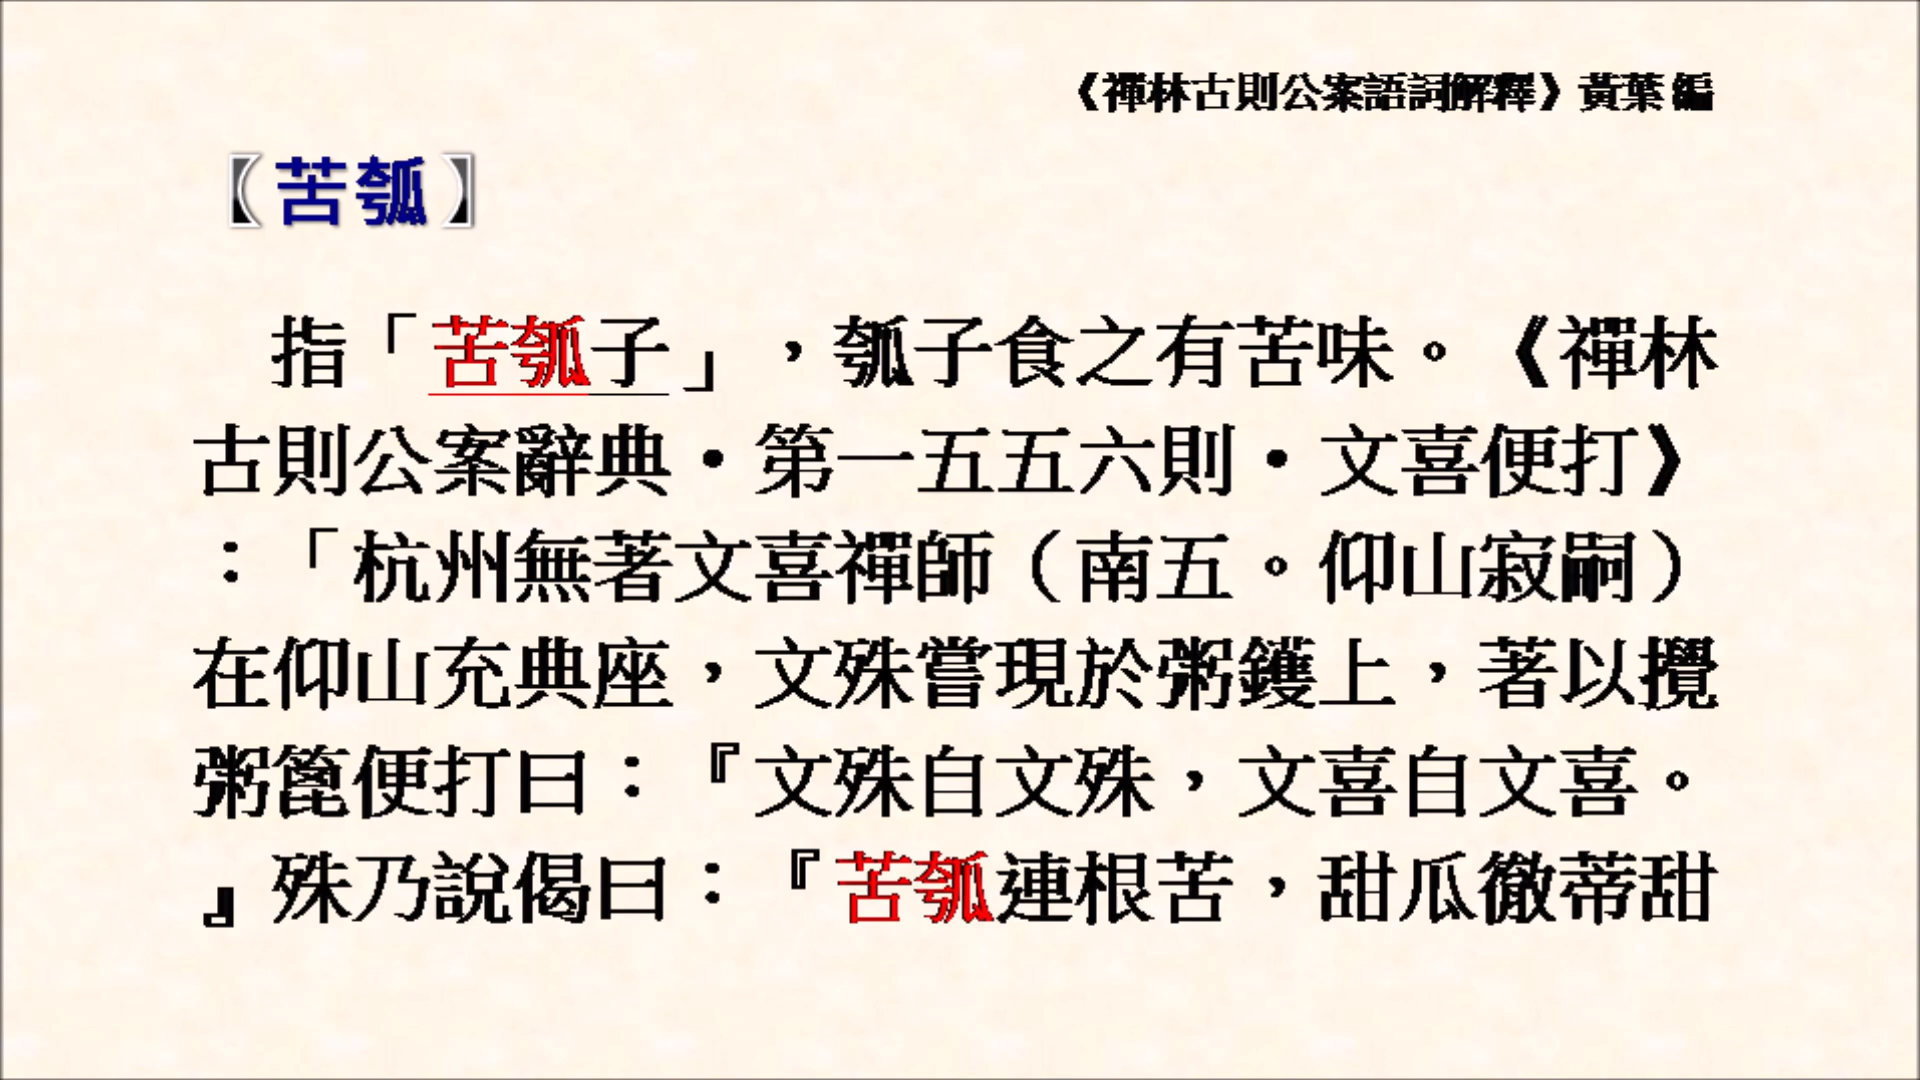 《禪林古則公案語詞解釋》黃葉 編
【苦瓠】
指「苦瓠子」，瓠子食之有苦味。《禪林
古則公案辭典•第一五五六則•文喜便打》
：「杭州無著文喜禪師（南五。仰山寂嗣）
在仰山充典座，文殊嘗現於粥鑊上，著以攪
粥篦便打曰：『文殊自文殊，文喜自文喜。
』殊乃說偈曰：『苦瓠連根苦，甜瓜徹蒂甜